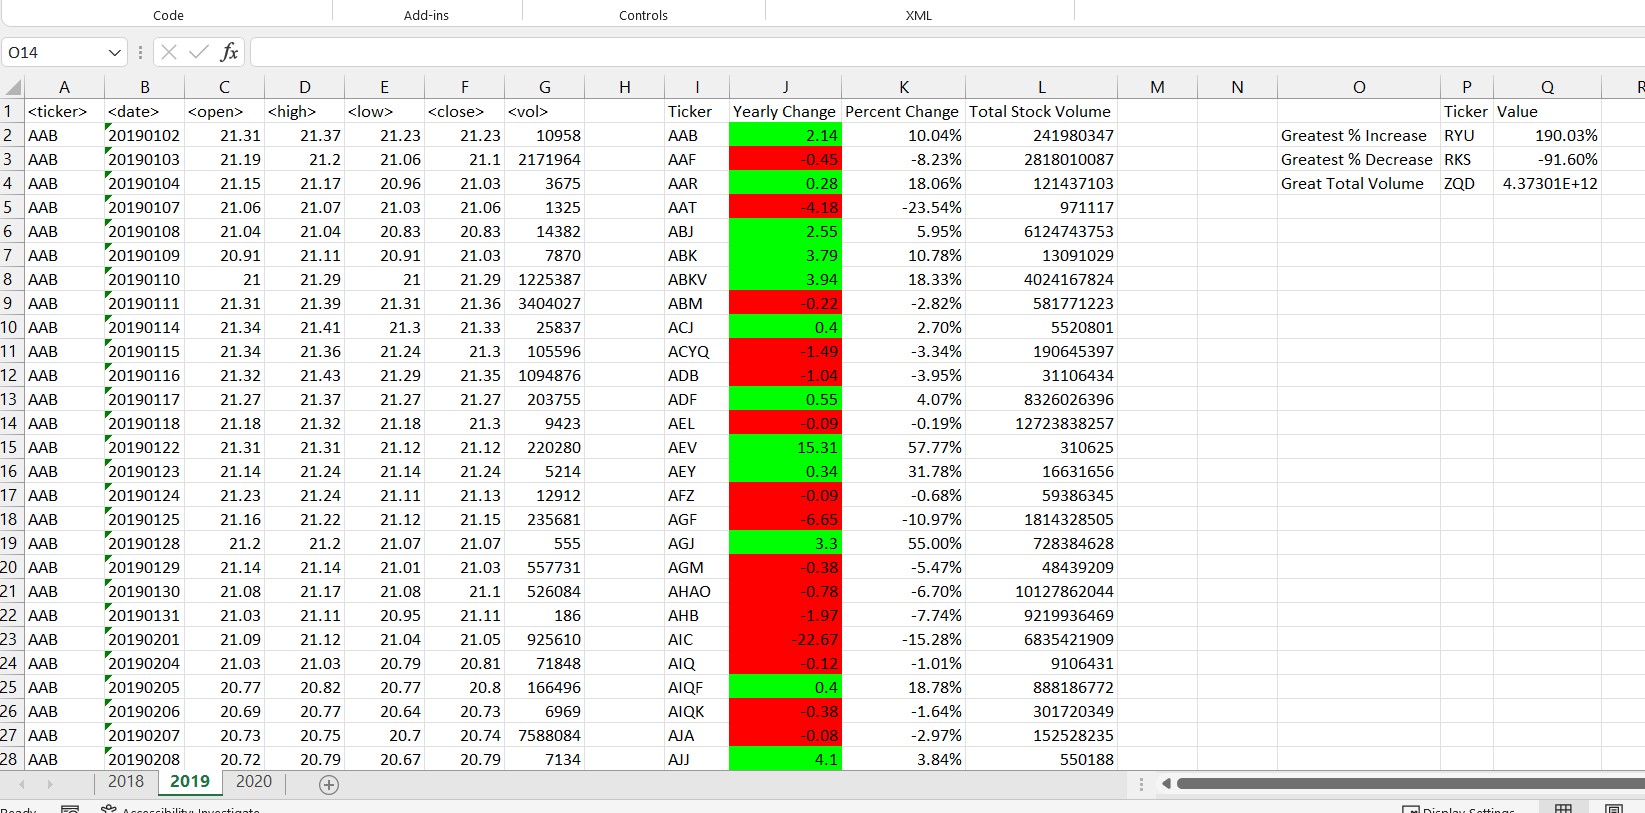 Code Add-ins Controls XML
O14 fx
A B C D E F G H I J K L M N O P Q R
1 <ticker> <date> <open> <high> <low> <close> <vol> Ticker Yearly Change Percent Change Total Stock Volume Ticker Value
2 AAB 20190102 21.31 21.37 21.23 21.23 10958 AAB 2.14 10.04% 241980347 Greatest % Increase RYU 190.03%
3 AAB 20190103 21.19 21.2 21.06 21.1 2171964 AAF -0.45 -8.23% 2818010087 Greatest % Decrease RKS -91.60%
4 AAB 20190104 21.15 21.17 20.96 21.03 3675 AAR 0.28 18.06% 121437103 Great Total Volume ZQD 4.37301E+12
5 AAB 20190107 21.06 21.07 21.03 21.06 1325 AAT -4.18 -23.54% 971117
6 AAB 20190108 21.04 21.04 20.83 20.83 14382 ABJ 2.55 5.95% 6124743753
7 AAB 20190109 20.91 21.11 20.91 21.03 7870 ABK 3.79 10.78% 13091029
8 AAB 20190110 21 21.29 21 21.29 1225387 ABKV 3.94 18.33% 4024167824
9 AAB 20190111 21.31 21.39 21.31 21.36 3404027 ABM -0.22 -2.82% 581771223
10 AAB 20190114 21.34 21.41 21.3 21.33 25837 ACJ 0.4 2.70% 5520801
11 AAB 20190115 21.34 21.36 21.24 21.3 105596 ACYQ -1.49 -3.34% 190645397
12 AAB 20190116 21.32 21.43 21.29 21.35 1094876 ADB -1.04 -3.95% 31106434
13 AAB 20190117 21.27 21.37 21.27 21.27 203755 ADF 0.55 4.07% 8326026396
14 AAB 20190118 21.18 21.32 21.18 21.3 9423 AEL -0.09 -0.19% 12723838257
15 AAB 20190122 21.31 21.31 21.12 21.12 220280 AEV 15.31 57.77% 310625
16 AAB 20190123 21.14 21.24 21.14 21.24 5214 AEY 0.34 31.78% 16631656
17 AAB 20190124 21.23 21.24 21.11 21.13 12912 AFZ -0.09 -0.68% 59386345
18 AAB 20190125 21.16 21.22 21.12 21.15 235681 AGF -6.65 -10.97% 1814328505
19 AAB 20190128 21.2 21.2 21.07 21.07 555 AGJ 3.3 55.00% 728384628
20 AAB 20190129 21.14 21.14 21.01 21.03 557731 AGM -0.38 -5.47% 48439209
21 AAB 20190130 21.08 21.17 21.08 21.1 526084 AHAO -0.78 -6.70% 10127862044
22 AAB 20190131 21.03 21.11 20.95 21.11 186 AHB -1.97 -7.74% 9219936469
23 AAB 20190201 21.09 21.12 21.04 21.05 925610 AIC -22.67 -15.28% 6835421909
24 AAB 20190204 21.03 21.03 20.79 20.81 71848 AIQ -0.12 -1.01% 9106431
25 AAB 20190205 20.77 20.82 20.77 20.8 166496 AIQF 0.4 18.78% 888186772
26 AAB 20190206 20.69 20.77 20.64 20.73 6969 AIQK -0.38 -1.64% 301720349
27 AAB 20190207 20.73 20.75 20.7 20.74 7588084 AJA -0.08 -2.97% 152528235
28 AAB 20190208 20.72 20.79 20.67 20.79 7134 AJJ 4.1 3.84% 550188
2018 2019 2020
Ready Accessibility: Investigate Display Settings